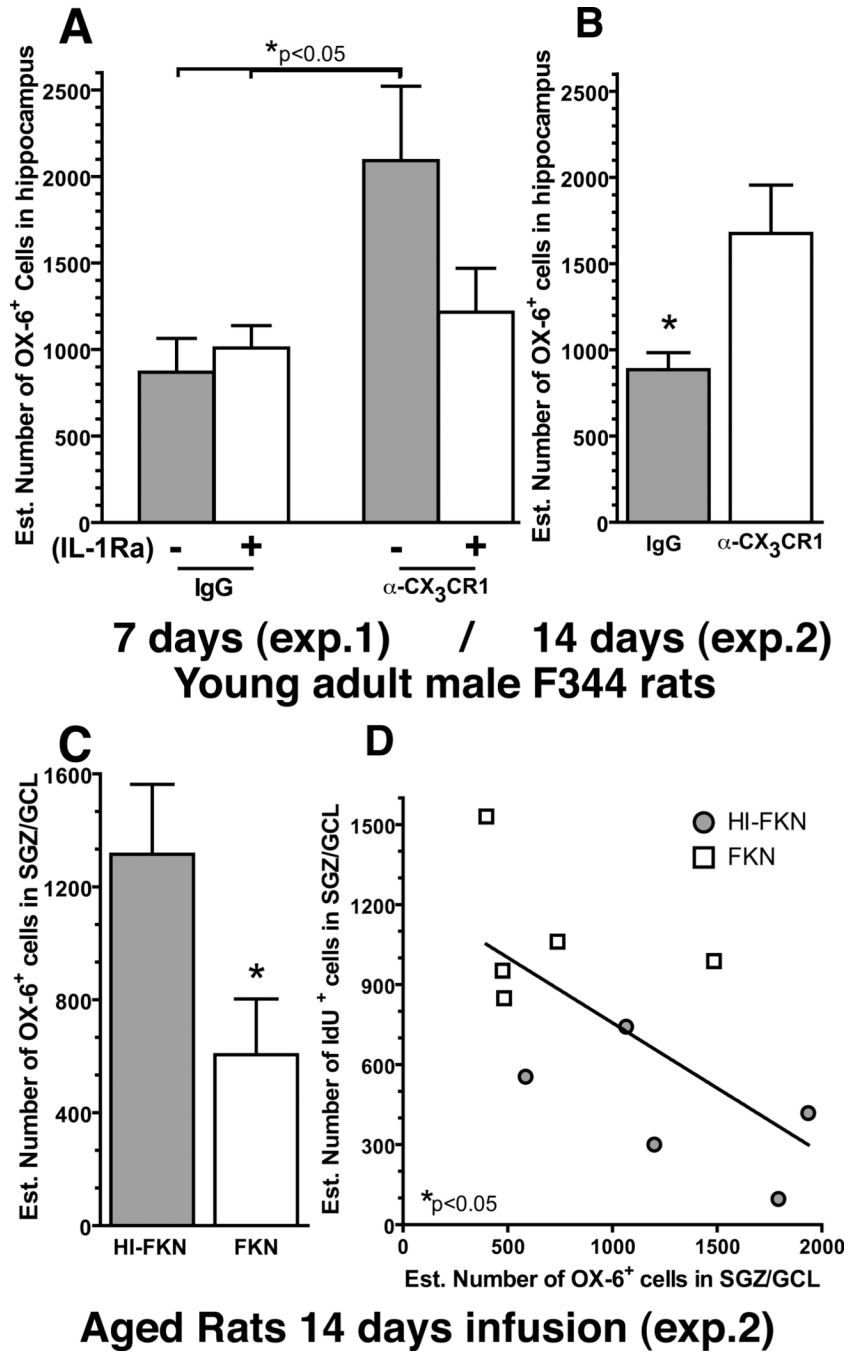 A
*p<0.05
Est. Number of OX-6+ Cells in hippocampus
2500
2000
1500
1000
500
0
(IL-1Ra) - + - +
IgG α-CX3CR1
B
Est. Number of OX-6+ cells in hippocampus
2500
2000
1500
1000
500
0
*
IgG α-CX3CR1
7 days (exp.1) / 14 days (exp.2)
Young adult male F344 rats
C
Est. Number of OX-6+ cells in SGZ/GCL
1600
1200
800
400
0
*
HI-FKN FKN
D
Est. Number of IdU + cells in SGZ/GCL
1500
1200
900
600
300
0
HI-FKN
FKN
*p<0.05
0 500 1000 1500 2000
Est. Number of OX-6+ cells in SGZ/GCL
Aged Rats 14 days infusion (exp.2)